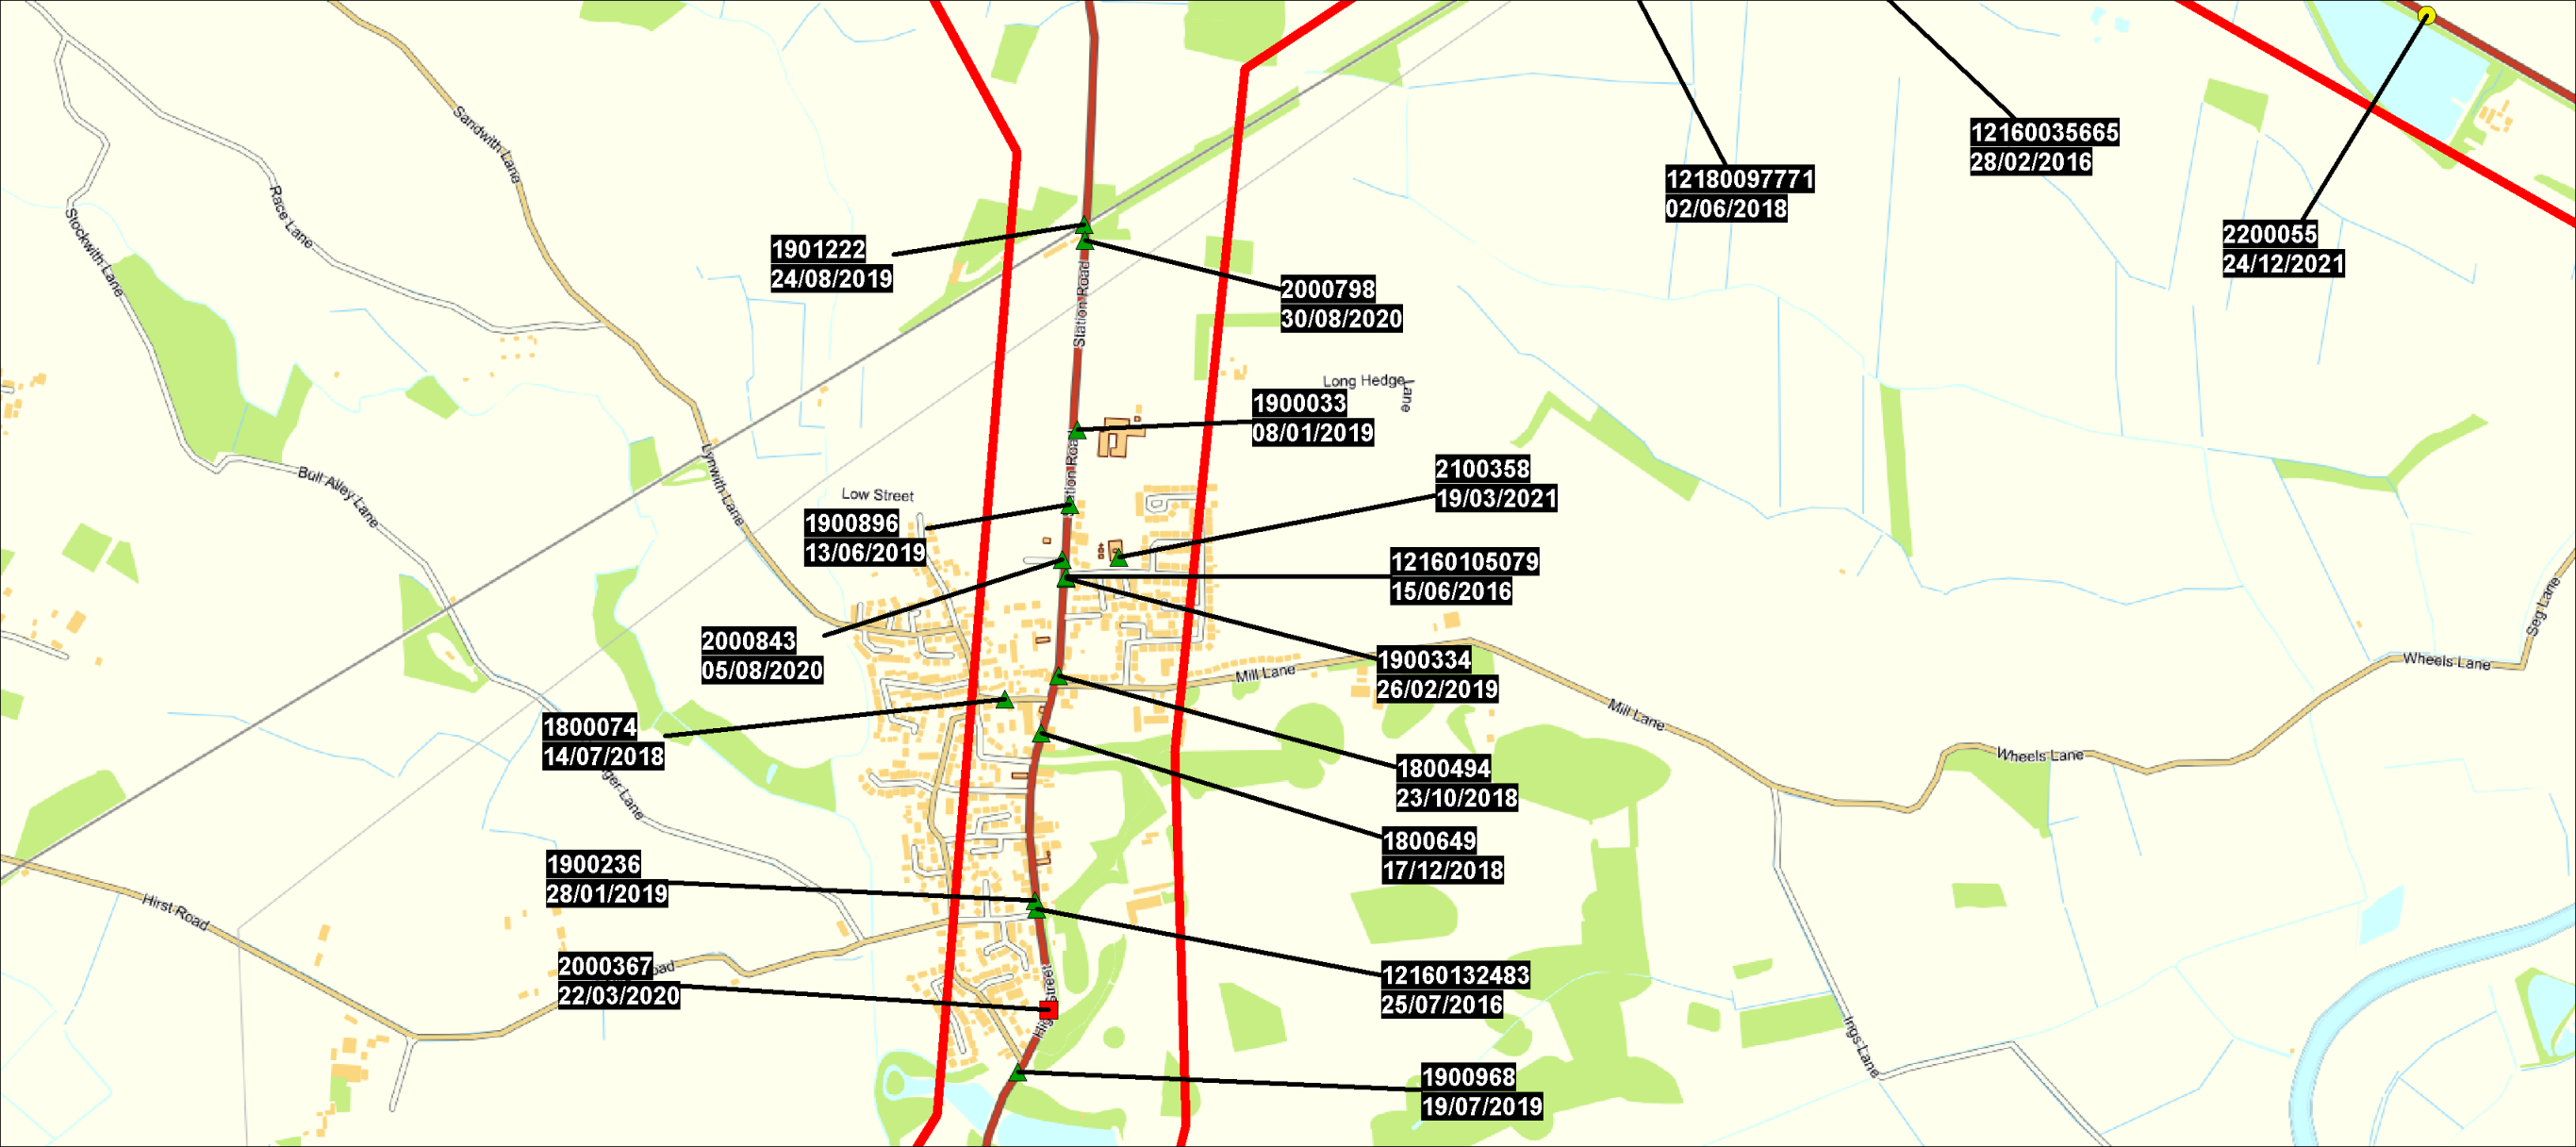 Sandwith Lane
Race Lane
Stockwith Lane
12160035665
28/02/2016
12180097771
02/06/2018
2200055
24/12/2021
1901222
24/08/2019
2000798
30/08/2020
Station Road
Long Hedge
Lane
1900033
08/01/2019
Lynwith Lane
Bull Alley Lane
2100358
19/03/2021
Low Street
1900896
13/06/2019
12160105079
15/06/2016
2000843
05/08/2020
1900334
26/02/2019
Mill Lane
Mill Lane
Seg Lane
Wheels Lane
Wheels Lane
1800074
14/07/2018
1800494
23/10/2018
1800649
17/12/2018
1900236
28/01/2019
Hirst Road
2000367
22/03/2020
12160132483
25/07/2016
Ings Lane
1900968
19/07/2019